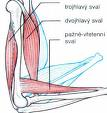 trojhlavý sval
dvojhlavý sval
pažně-vřetenní
sval